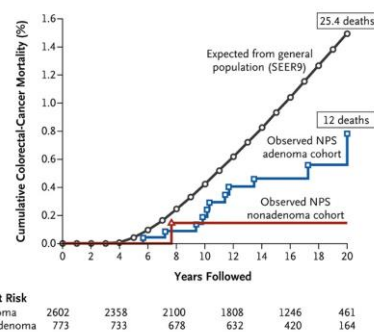 Cumulative Colorectal-Cancer Mortality (%)
1.6
1.4
1.2
1.0
0.8
0.6
0.4
0.2
0.0
25.4 deaths
Expected from general
population (SEER9)
12 deaths
Observed NPS
adenoma cohort
Observed NPS
nonadenoma cohort
0 2 4 6 8 10 12 14 16 18 20
Years Followed
t Risk
oma 2602 2358 2100 1808 1246 461
denoma 773 733 678 632 420 164